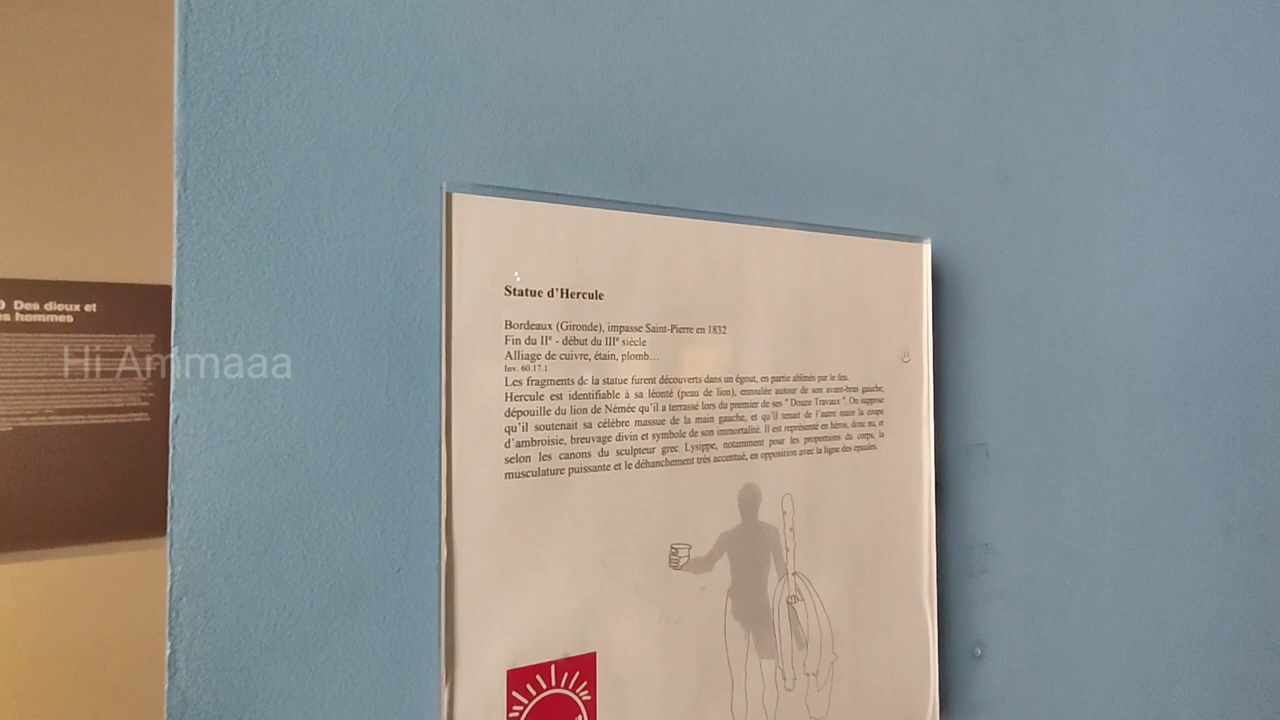 Des dieux et
es hommes
Hi Ammaaa
Statue d'Hercule
Bordeaux (Gironde), impasse Saint-Pierre en 1832
Fin du IIe - début du IIIe siècle
Alliage de cuivre, étain, plomb…
Inv. 60.17.1
Les fragments de la statue furent découverts dans un égout, en partie abîmés par le feu.
Hercule est identifiable à sa léonté (peau de lion), enroulée autour de son avant-bras gauche,
dépouille du lion de Némée qu'il a terrassé lors du premier de ses " Douze Travaux ". On suppose
qu'il soutenait sa célèbre massue de la main gauche, et qu'il tenait de l'autre main la coupe
d'ambroisie, breuvage divin et symbole de son immortalité. Il est représenté en héros, donc nu, et
selon les canons du sculpteur grec Lysippe, notamment pour les proportions du corps, la
musculature puissante et le déhanchement très accentué, en opposition avec la ligne des épaules.